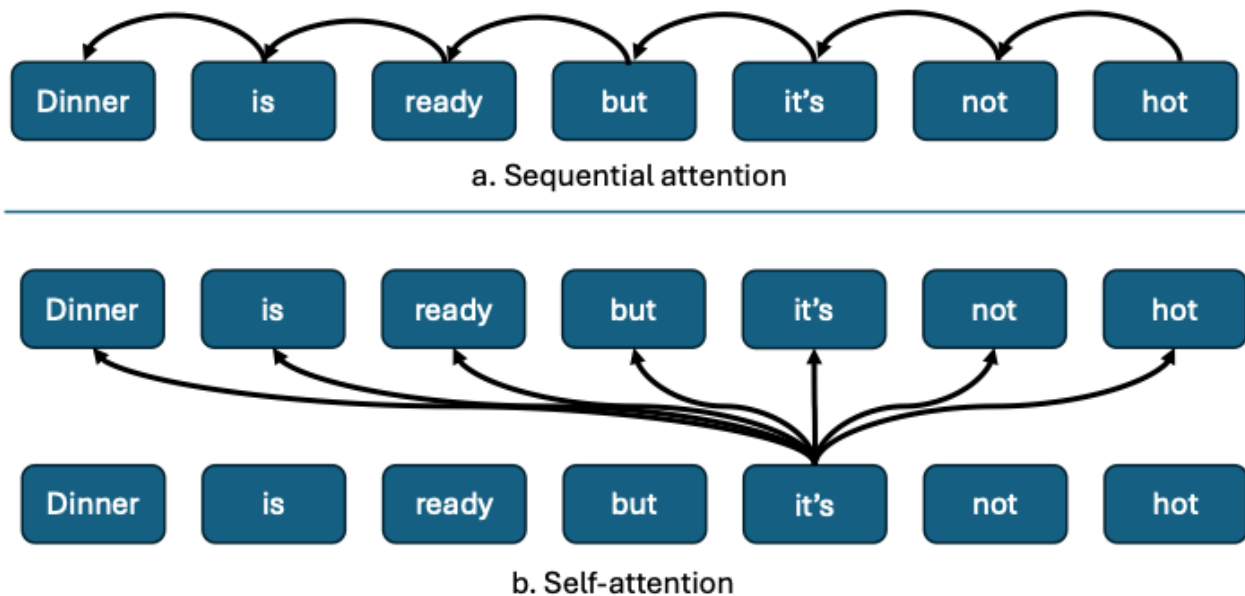 Dinner is ready but it's not hot
a. Sequential attention
Dinner is ready but it's not hot
Dinner is ready but it's not hot
b. Self-attention